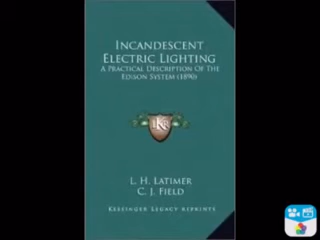 Incandescent
Electric Lighting
A Practical Description Of The
Edison System (1890)
L. H. Latimer
C. J. Field
Kessinger Legacy Reprints